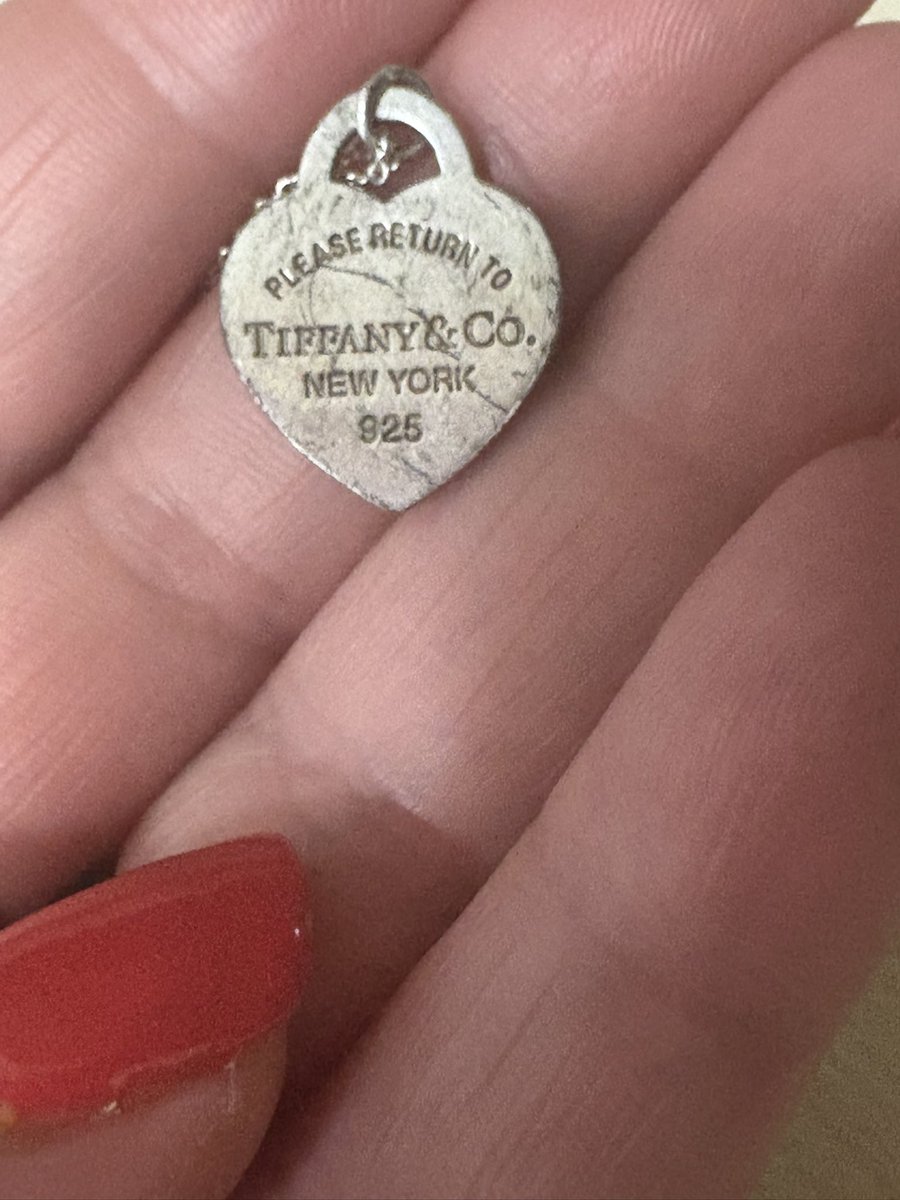 PLEASE RETURN TO
TIFFANY & CO.
NEW YORK
925